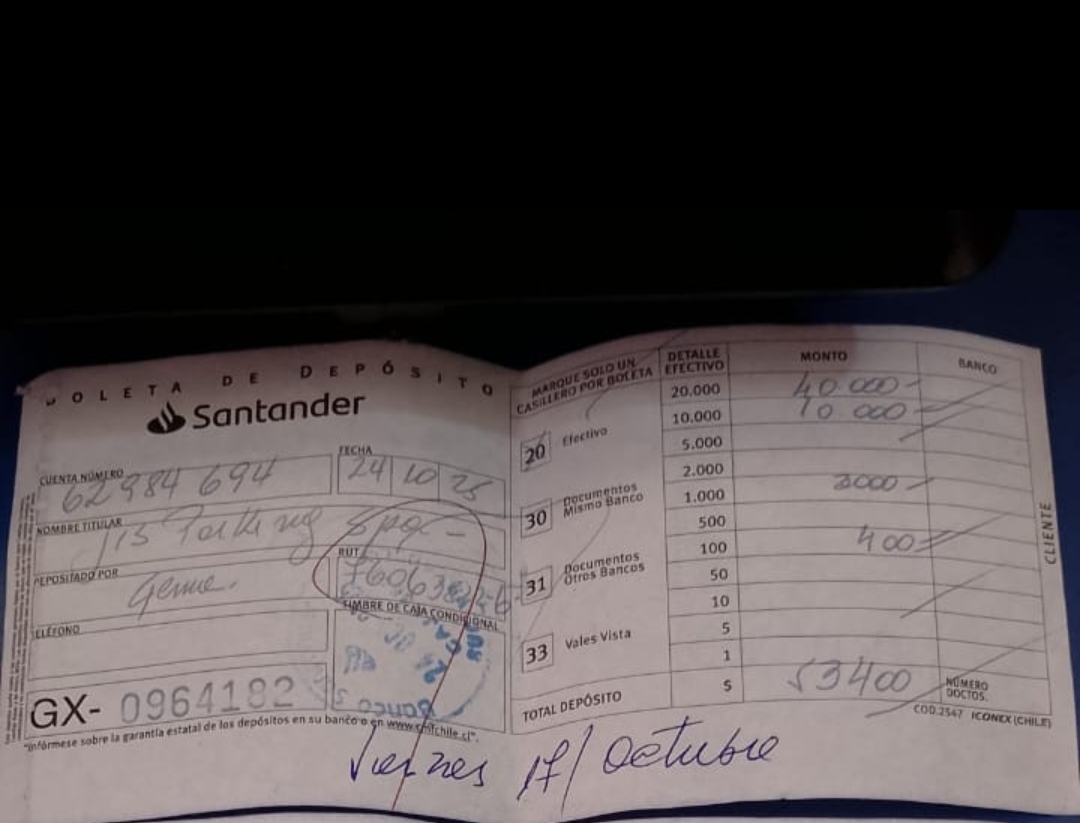 BOLETA DE DEPÓSITO
Santander
CUENTA NÚMERO
62984694
FECHA
24 10 25
NOMBRE TITULAR
Parking Spa-
DEPOSITADO POR
RUT
TIMBRE DE CAJA CONDICIONAL
TELÉFONO
Banco
GX- 0964182
"Infórmese sobre la garantía estatal de los depósitos en su banco o en www.cmfchile.cl".
MARQUE SOLO UN
CASILLERO POR BOLETA
20 Efectivo
30 Documentos
Mismo Banco
31 Documentos
Otros Bancos
33 Vales Vista
DETALLE
EFECTIVO
MONTO
BANCO
20.000 40.000-
10.000 10 000
5.000
2.000
1.000 3000-
500
100 400
50
10
5
1
TOTAL DEPÓSITO $ 53400
NÚMERO
DOCTOS.
COD.2547 ICONEX (CHILE)
CLIENTE
Viernes 17/ Octubre